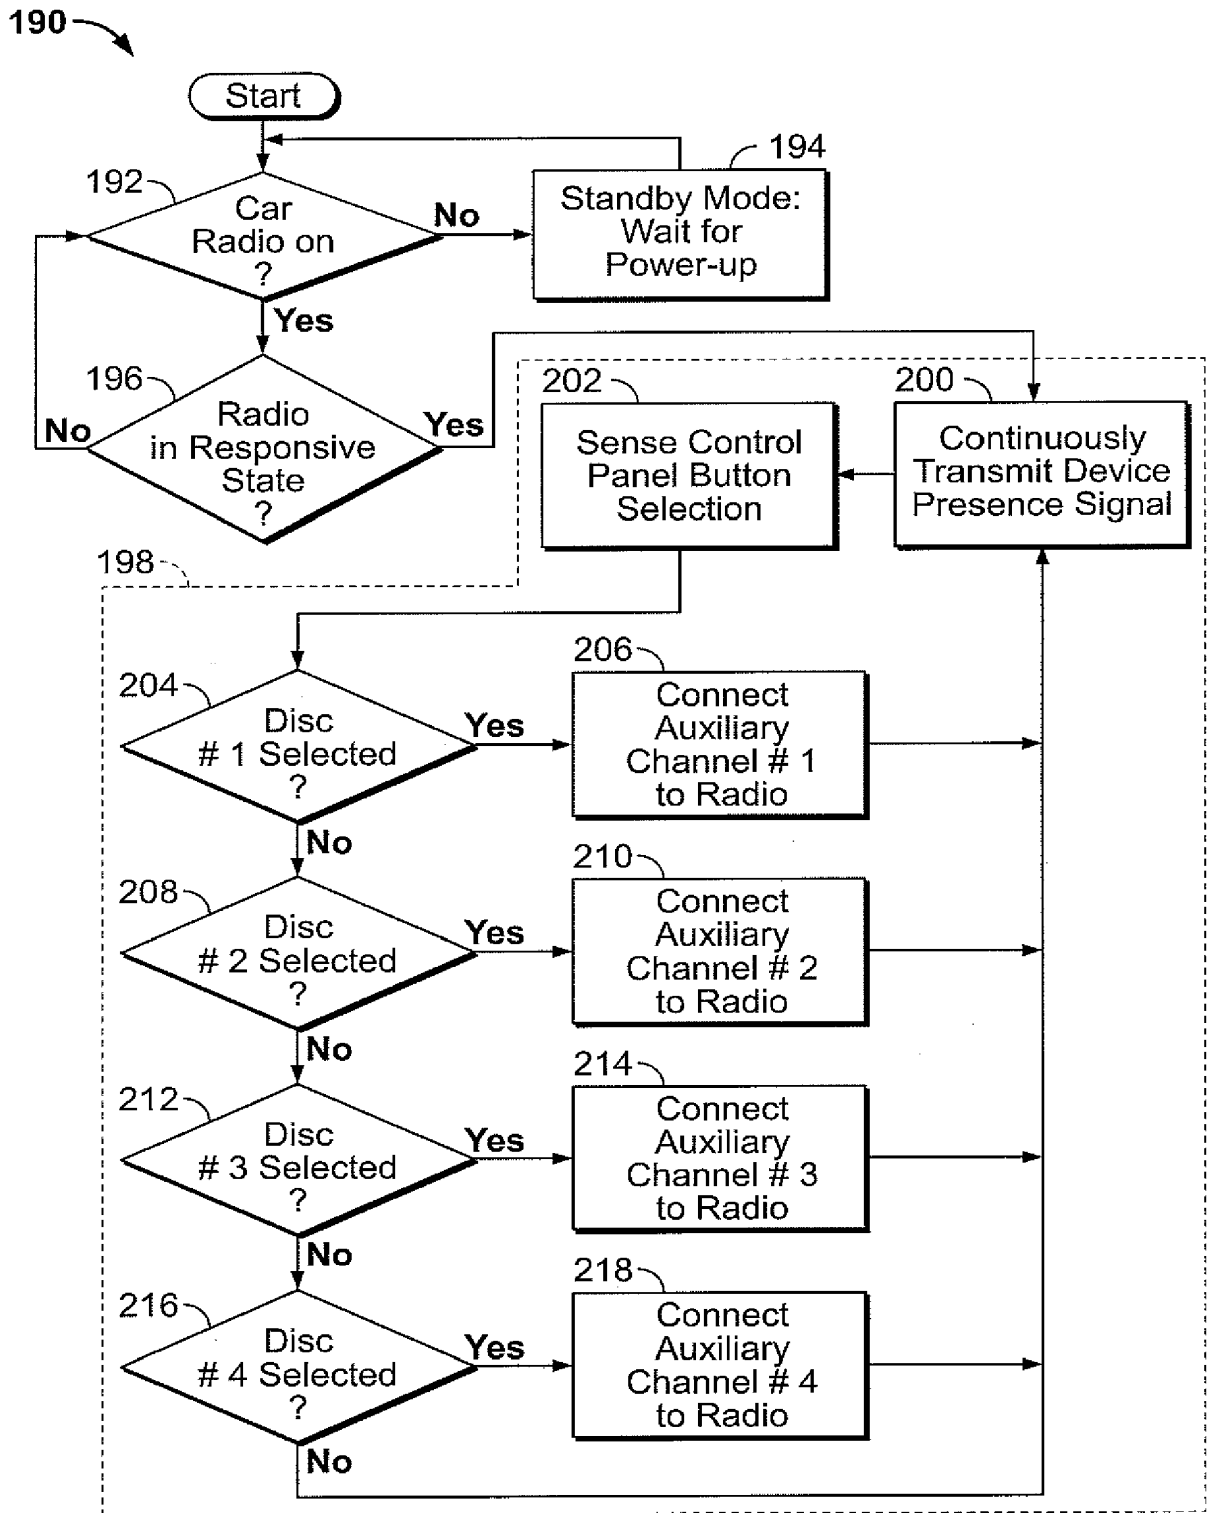 190
Start
192
Car
Radio on
?
No
194
Standby Mode:
Wait for
Power-up
Yes
196
Radio
in Responsive
State
?
No
Yes
202
Sense Control
Panel Button
Selection
200
Continuously
Transmit Device
Presence Signal
198
204
Disc
# 1 Selected
?
Yes
206
Connect
Auxiliary
Channel # 1
to Radio
No
208
Disc
# 2 Selected
?
Yes
210
Connect
Auxiliary
Channel # 2
to Radio
No
212
Disc
# 3 Selected
?
Yes
214
Connect
Auxiliary
Channel # 3
to Radio
No
216
Disc
# 4 Selected
?
Yes
218
Connect
Auxiliary
Channel # 4
to Radio
No